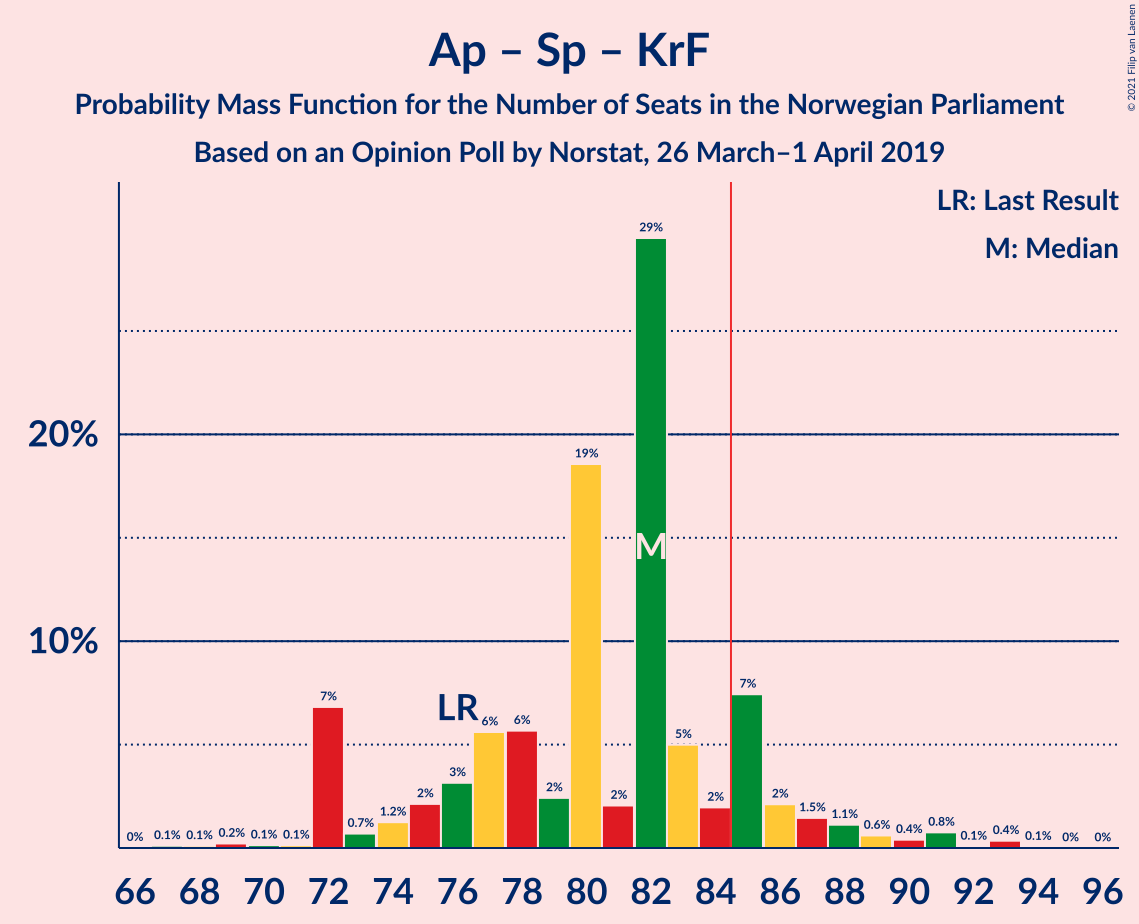 Ap – Sp – KrF
Probability Mass Function for the Number of Seats in the Norwegian Parliament
Based on an Opinion Poll by Norstat, 26 March–1 April 2019
© 2021 Filip van Laenen
LR: Last Result
M: Median
20%
10%
0% 0.1% 0.1% 0.2% 0.1% 0.1% 7% 0.7% 1.2% 2% 3% 6% 6% 2% 19% 2% 29% 5% 2% 7% 2% 1.5% 1.1% 0.6% 0.4% 0.8% 0.1% 0.4% 0.1% 0% 0%
LR
M
66 68 70 72 74 76 78 80 82 84 86 88 90 92 94 96